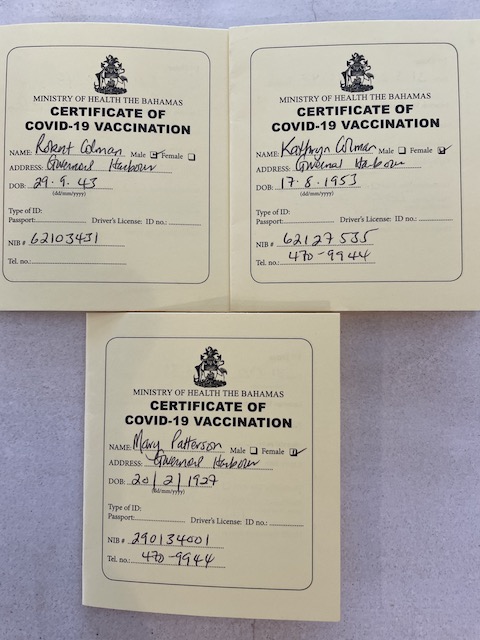 MINISTRY OF HEALTH THE BAHAMAS
CERTIFICATE OF
COVID-19 VACCINATION
NAME: Robert Colman Male Female
ADDRESS: Governors Harbour
DOB: 29.9.43
(dd/mm/yyyy)
Type of ID:
Passport: Driver's License: ID no.:
NIB # 62103431
Tel. no.:
MINISTRY OF HEALTH THE BAHAMAS
CERTIFICATE OF
COVID-19 VACCINATION
NAME: Kathryn Colman Male Female
ADDRESS: Governors Harbour
DOB: 17.8.1953
(dd/mm/yyyy)
Type of ID:
Passport: Driver's License: ID no.:
NIB # 62127535
Tel. no.: 470-9944
MINISTRY OF HEALTH THE BAHAMAS
CERTIFICATE OF
COVID-19 VACCINATION
NAME: Mary Patterson Male Female
ADDRESS: Governors Harbour
DOB: 20/2/1927
(dd/mm/yyyy)
Type of ID:
Passport: Driver's License: ID no.:
NIB # 290134001
Tel. no.: 470-9944